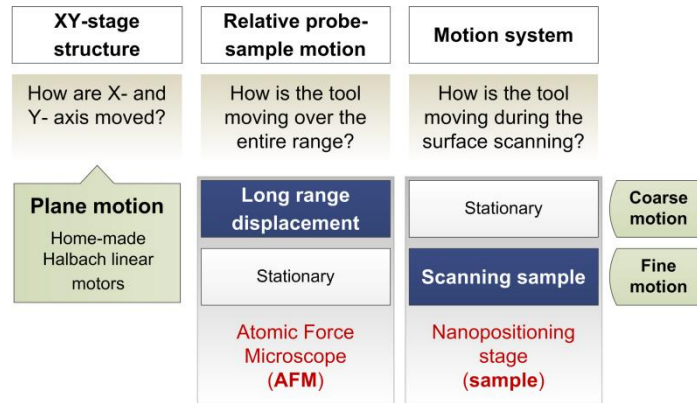 XY-stage
structure
Relative probe-
sample motion
Motion system
How are X- and
Y- axis moved?
How is the tool
moving over the
entire range?
How is the tool
moving during the
surface scanning?
Plane motion
Home-made
Halbach linear
motors
Long range
displacement
Stationary
Coarse
motion
Stationary
Scanning sample
Fine
motion
Atomic Force
Microscope
(AFM)
Nanopositioning
stage
(sample)